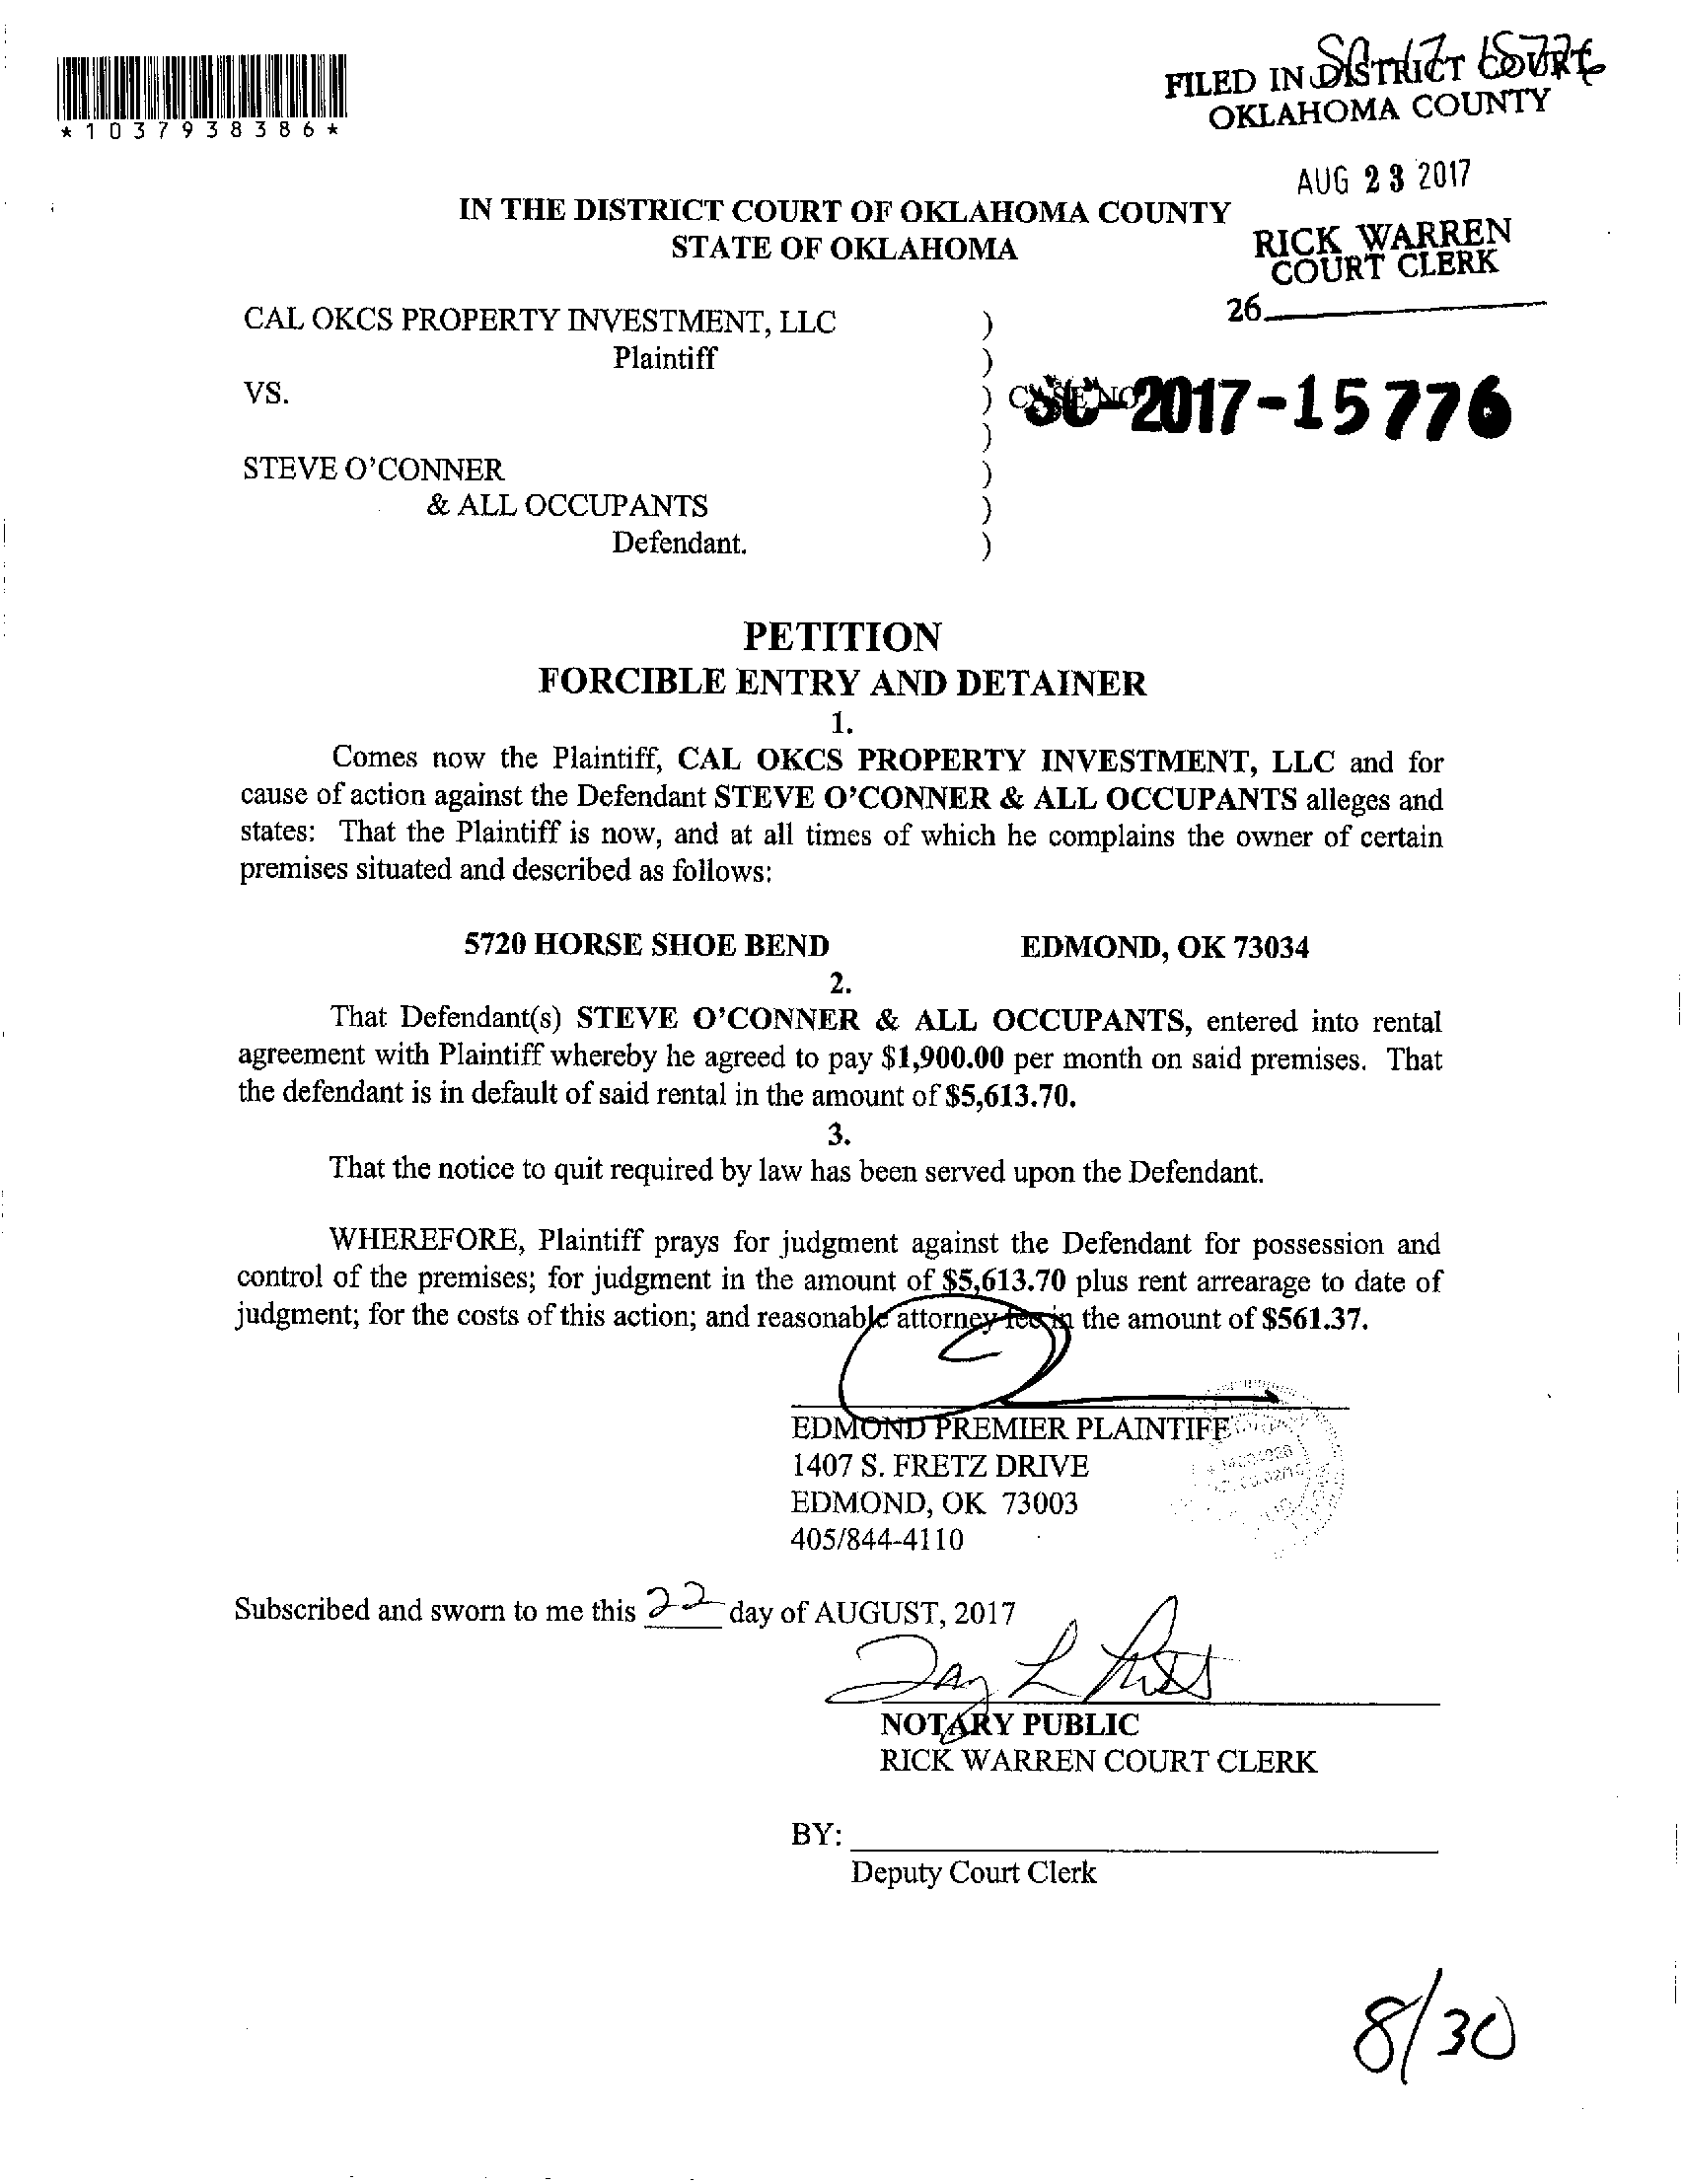 SC-17-15776
FILED IN DISTRICT COURT
OKLAHOMA COUNTY
*1037938386*
AUG 23 2017
IN THE DISTRICT COURT OF OKLAHOMA COUNTY
STATE OF OKLAHOMA
RICK WARREN
COURT CLERK
26
CAL OKCS PROPERTY INVESTMENT, LLC )
Plaintiff )
VS. ) CASE NO SC-2017-15776
)
STEVE O'CONNER )
& ALL OCCUPANTS )
Defendant. )
PETITION
FORCIBLE ENTRY AND DETAINER
1.
Comes now the Plaintiff, CAL OKCS PROPERTY INVESTMENT, LLC and for
cause of action against the Defendant STEVE O'CONNER & ALL OCCUPANTS alleges and
states: That the Plaintiff is now, and at all times of which he complains the owner of certain
premises situated and described as follows:
5720 HORSE SHOE BEND EDMOND, OK 73034
2.
That Defendant(s) STEVE O'CONNER & ALL OCCUPANTS, entered into rental
agreement with Plaintiff whereby he agreed to pay $1,900.00 per month on said premises. That
the defendant is in default of said rental in the amount of $5,613.70.
3.
That the notice to quit required by law has been served upon the Defendant.
WHEREFORE, Plaintiff prays for judgment against the Defendant for possession and
control of the premises; for judgment in the amount of $5,613.70 plus rent arrearage to date of
judgment; for the costs of this action; and reasonable attorney fee in the amount of $561.37.
EDMOND PREMIER PLAINTIFF
1407 S. FRETZ DRIVE
EDMOND, OK 73003
405/844-4110
Subscribed and sworn to me this 22 day of AUGUST, 2017
NOTARY PUBLIC
RICK WARREN COURT CLERK
BY:
Deputy Court Clerk
8/30